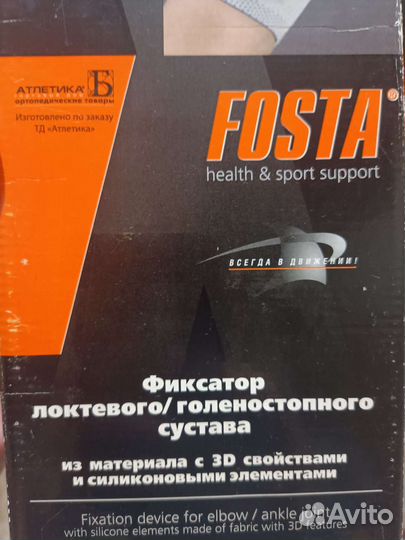 АТЛЕТИКА® Б
ортопедические товары
Изготовлено по заказу
ТД «Атлетика»
FOSTA®
health & sport support
ВСЕГДА В ДВИЖЕНИИ!
Фиксатор
локтевого/голеностопного
сустава
из материала с 3D свойствами
и силиконовыми элементами
Fixation device for elbow / ankle joint
with silicone elements made of fabric with 3D features
Avito